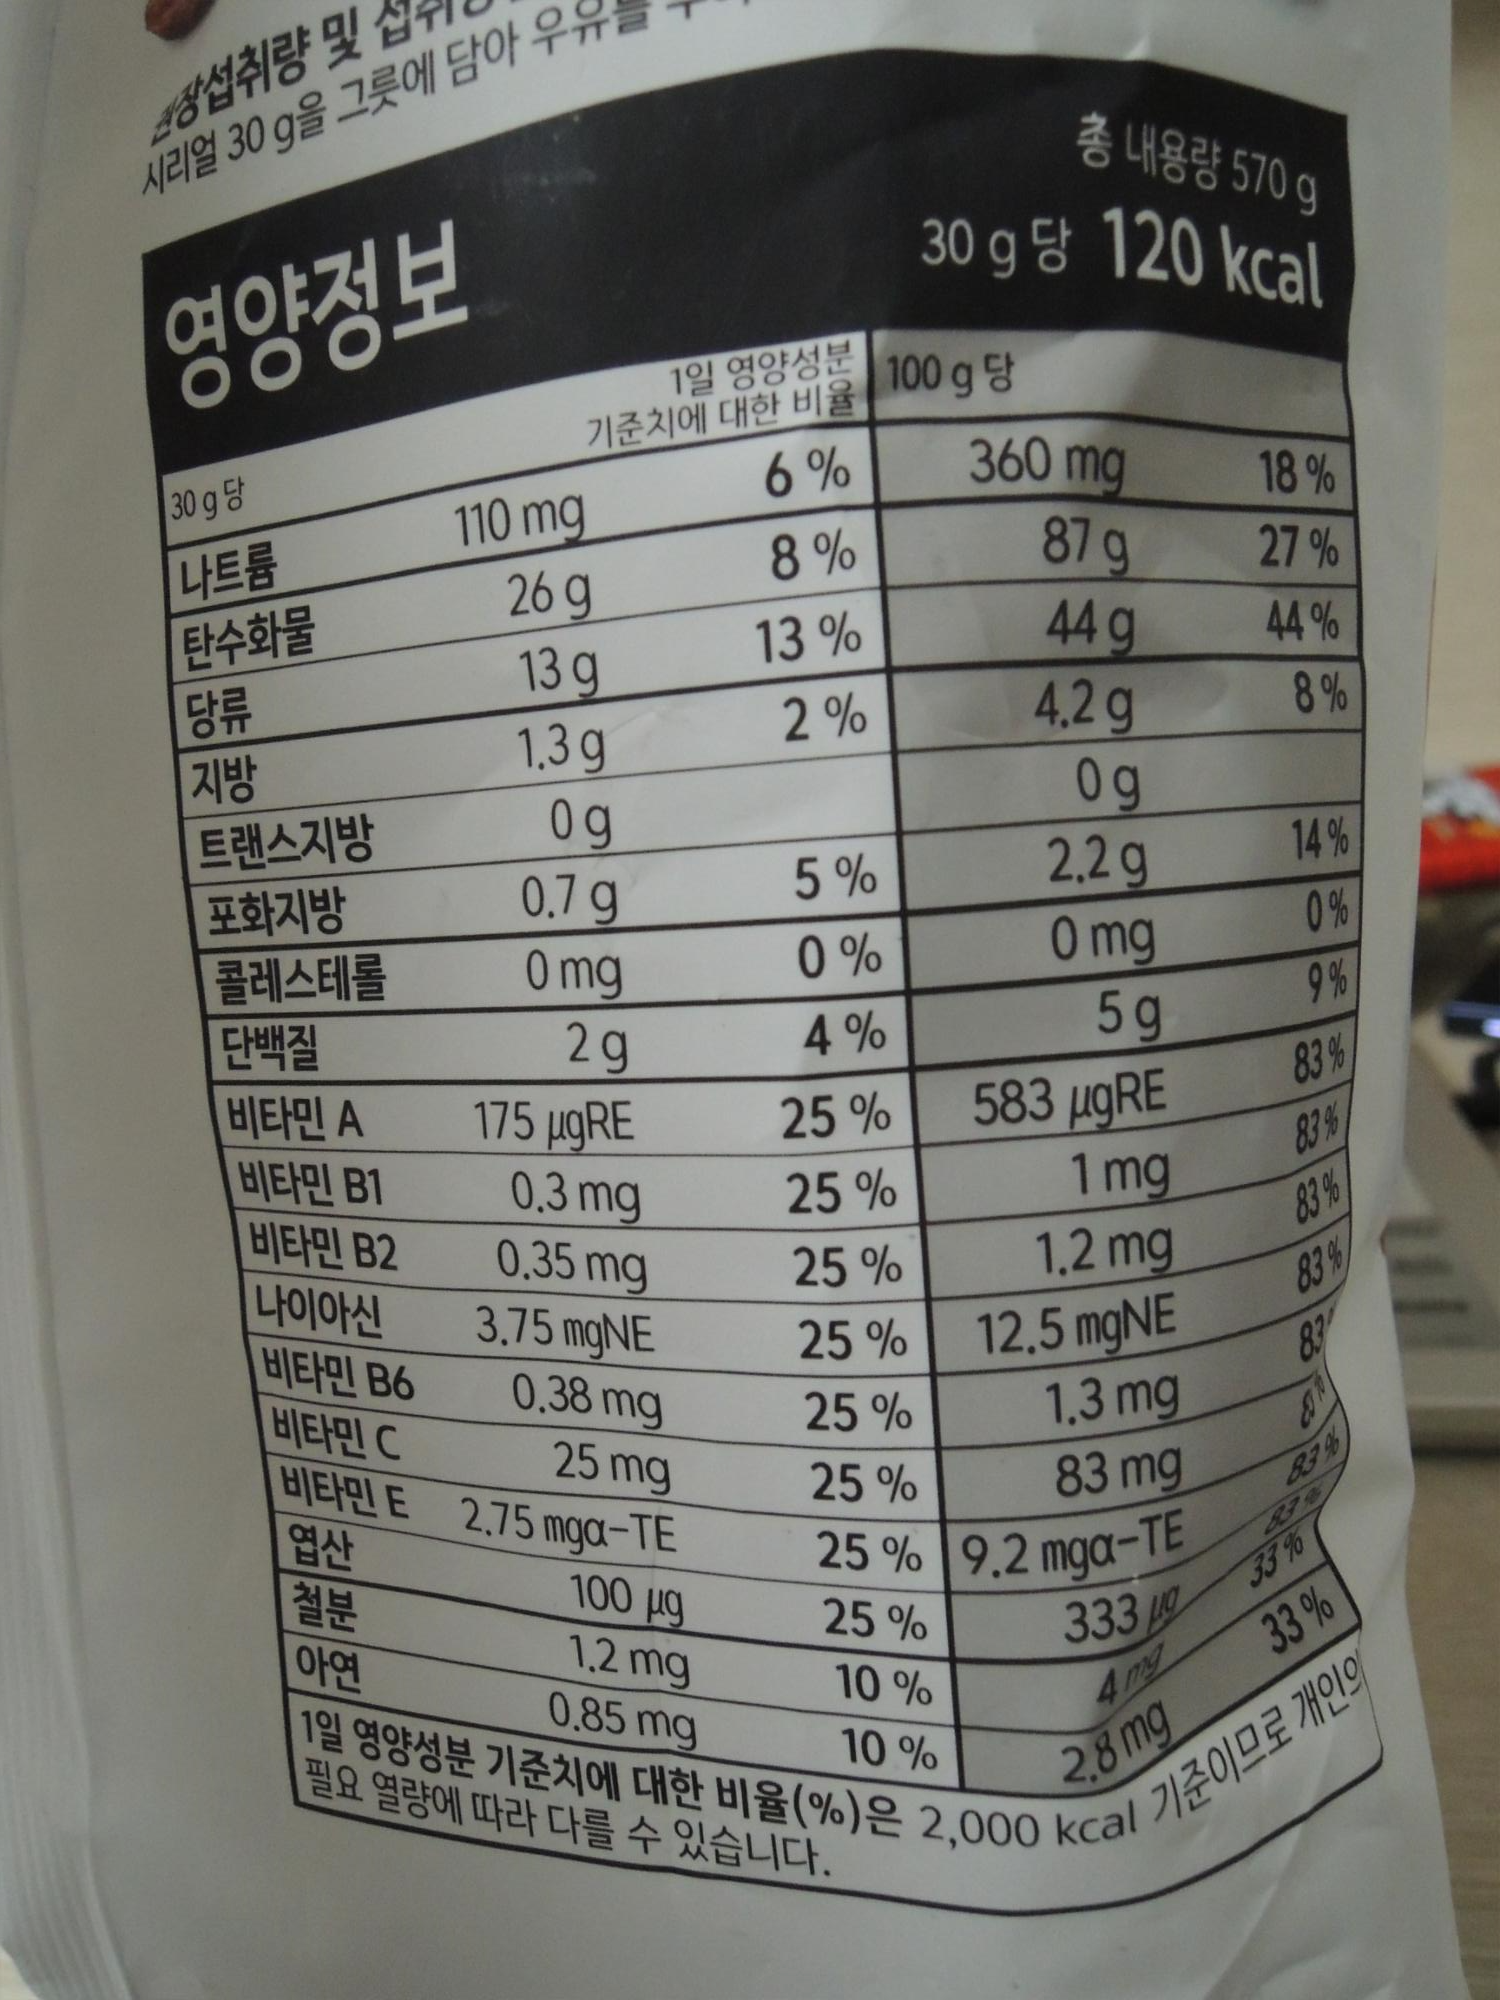 권장섭취량 및
시리얼 30 g을 그릇에 담아 우유를
총 내용량 570 g
영양정보 30 g 당 120 kcal
30 g 당 1일 영양성분 기준치에 대한 비율 100 g 당
나트륨 110 mg 6 % 360 mg 18 %
탄수화물 26 g 8 % 87 g 27 %
당류 13 g 13 % 44 g 44 %
지방 1.3 g 2 % 4.2 g 8 %
트랜스지방 0 g 0 g
포화지방 0.7 g 5 % 2.2 g 14 %
콜레스테롤 0 mg 0 % 0 mg 0 %
단백질 2 g 4 % 5 g 9 %
비타민 A 175 µgRE 25 % 583 µgRE 83 %
비타민 B1 0.3 mg 25 % 1 mg 83 %
비타민 B2 0.35 mg 25 % 1.2 mg 83 %
나이아신 3.75 mgNE 25 % 12.5 mgNE 83 %
비타민 B6 0.38 mg 25 % 1.3 mg 83
비타민 C 25 mg 25 % 83 mg
비타민 E 2.75 mgα-TE 25 % 9.2 mgα-TE 83 %
엽산 100 µg 25 % 333 µg 83 %
철분 1.2 mg 10 % 4 mg 33 %
아연 0.85 mg 10 % 2.8 mg 33 %
1일 영양성분 기준치에 대한 비율(%)은 2,000 kcal 기준이므로 개인의
필요 열량에 따라 다를 수 있습니다.